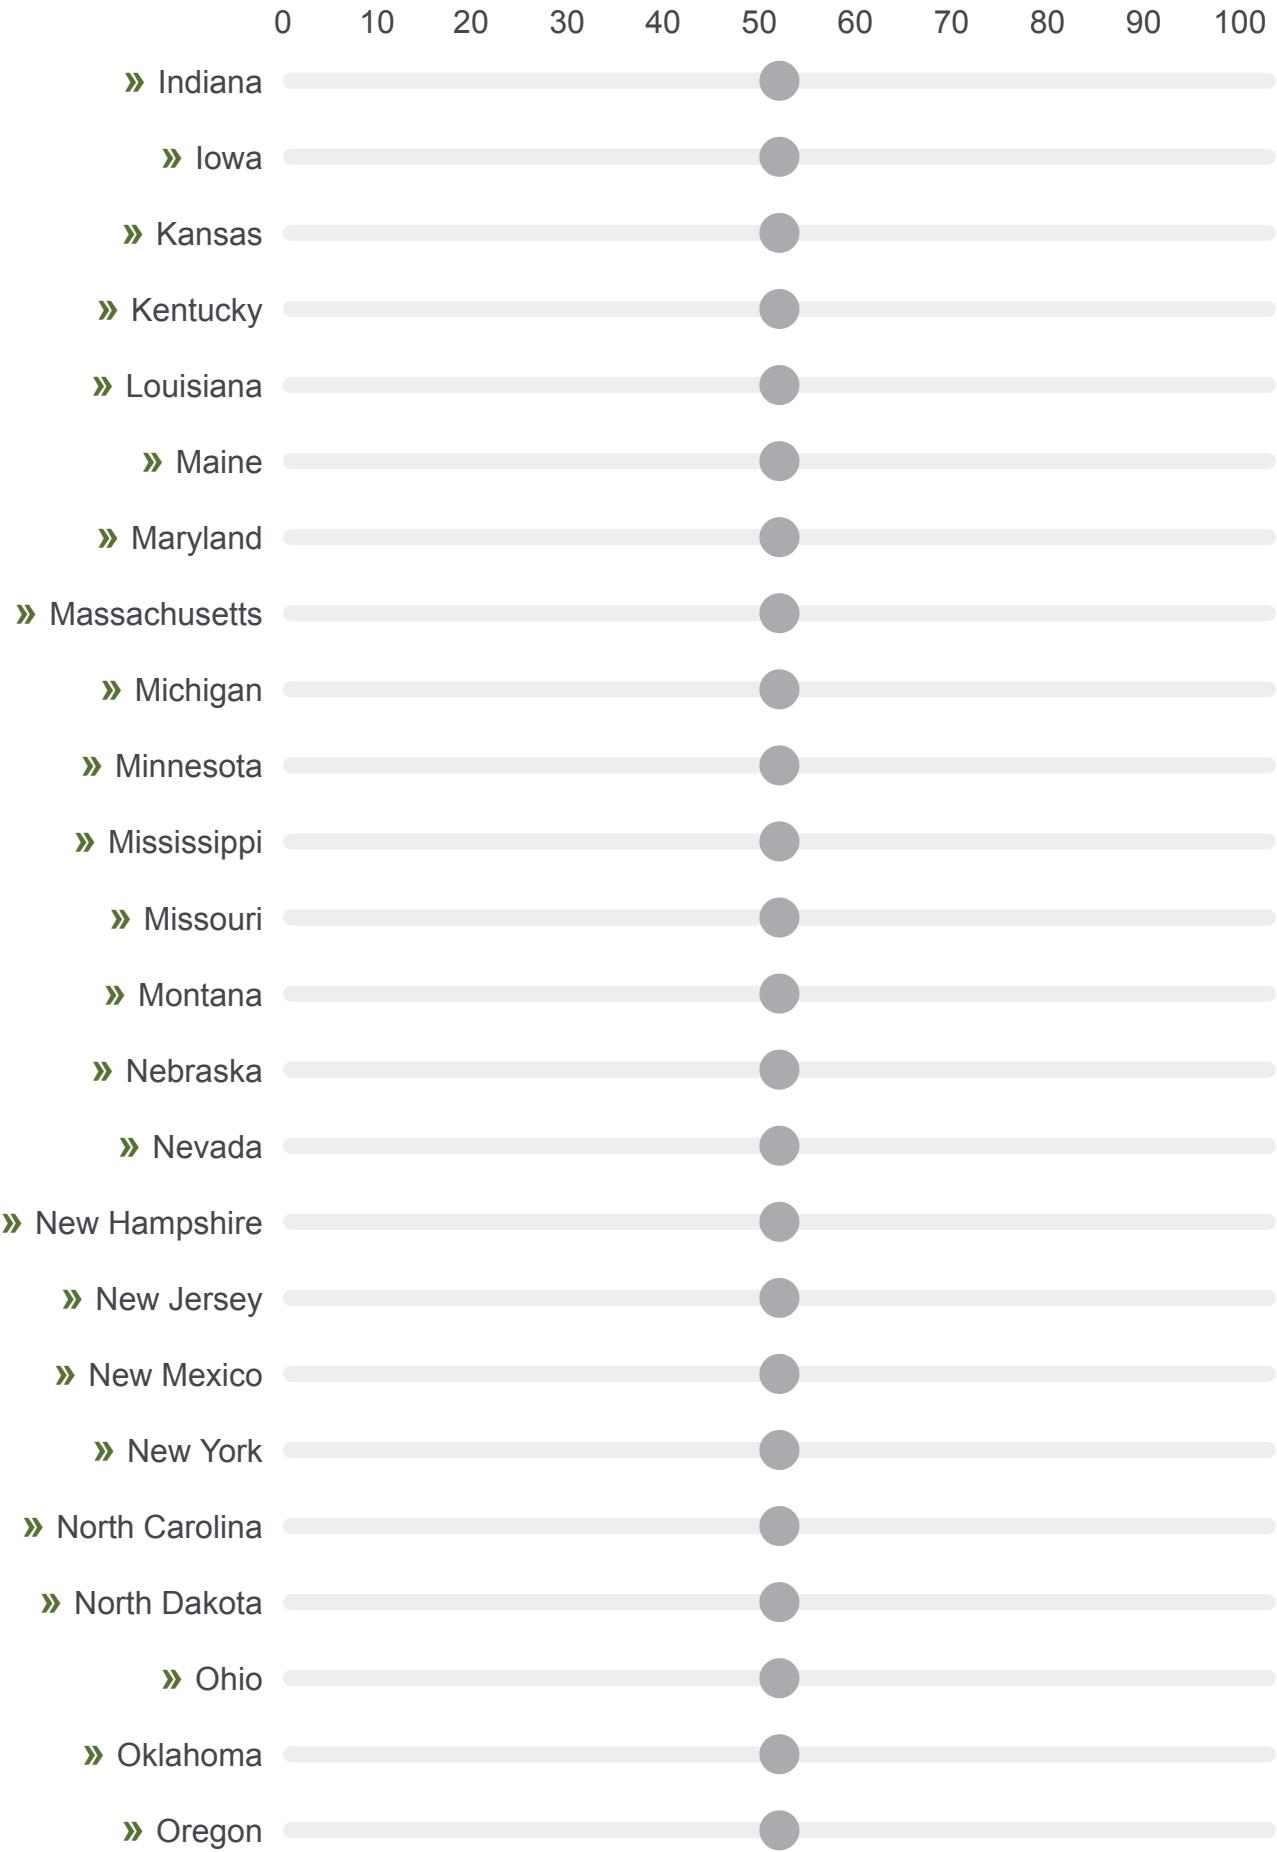 0 10 20 30 40 50 60 70 80 90 100
» Indiana
» Iowa
» Kansas
» Kentucky
» Louisiana
» Maine
» Maryland
» Massachusetts
» Michigan
» Minnesota
» Mississippi
» Missouri
» Montana
» Nebraska
» Nevada
» New Hampshire
» New Jersey
» New Mexico
» New York
» North Carolina
» North Dakota
» Ohio
» Oklahoma
» Oregon